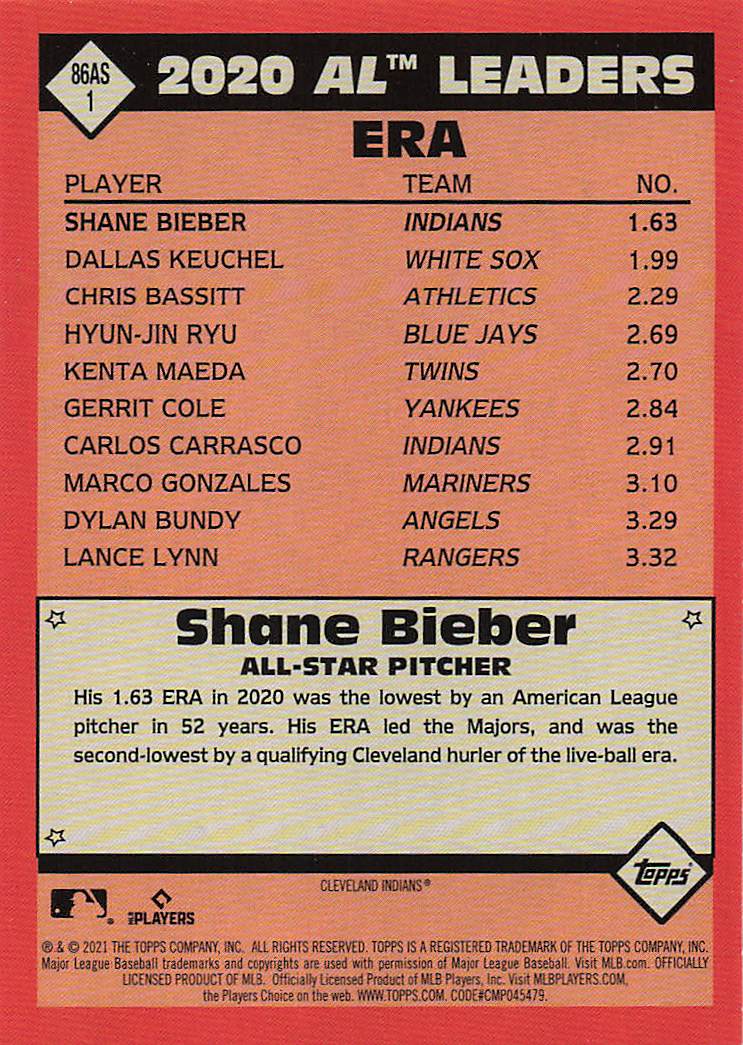 86AS
1
2020 AL™ LEADERS
ERA
PLAYER TEAM NO.
SHANE BIEBER INDIANS 1.63
DALLAS KEUCHEL WHITE SOX 1.99
CHRIS BASSITT ATHLETICS 2.29
HYUN-JIN RYU BLUE JAYS 2.69
KENTA MAEDA TWINS 2.70
GERRIT COLE YANKEES 2.84
CARLOS CARRASCO INDIANS 2.91
MARCO GONZALES MARINERS 3.10
DYLAN BUNDY ANGELS 3.29
LANCE LYNN RANGERS 3.32
Shane Bieber
ALL-STAR PITCHER
His 1.63 ERA in 2020 was the lowest by an American League
pitcher in 52 years. His ERA led the Majors, and was the
second-lowest by a qualifying Cleveland hurler of the live-ball era.
Topps®
CLEVELAND INDIANS®
MLB PLAYERS
® & © 2021 THE TOPPS COMPANY, INC. ALL RIGHTS RESERVED. TOPPS IS A REGISTERED TRADEMARK OF THE TOPPS COMPANY, INC.
Major League Baseball trademarks and copyrights are used with permission of Major League Baseball. Visit MLB.com. OFFICIALLY
LICENSED PRODUCT OF MLB. Officially Licensed Product of MLB Players, Inc. Visit MLBPLAYERS.COM,
the Players Choice on the web. WWW.TOPPS.COM. CODE#CMP045479.